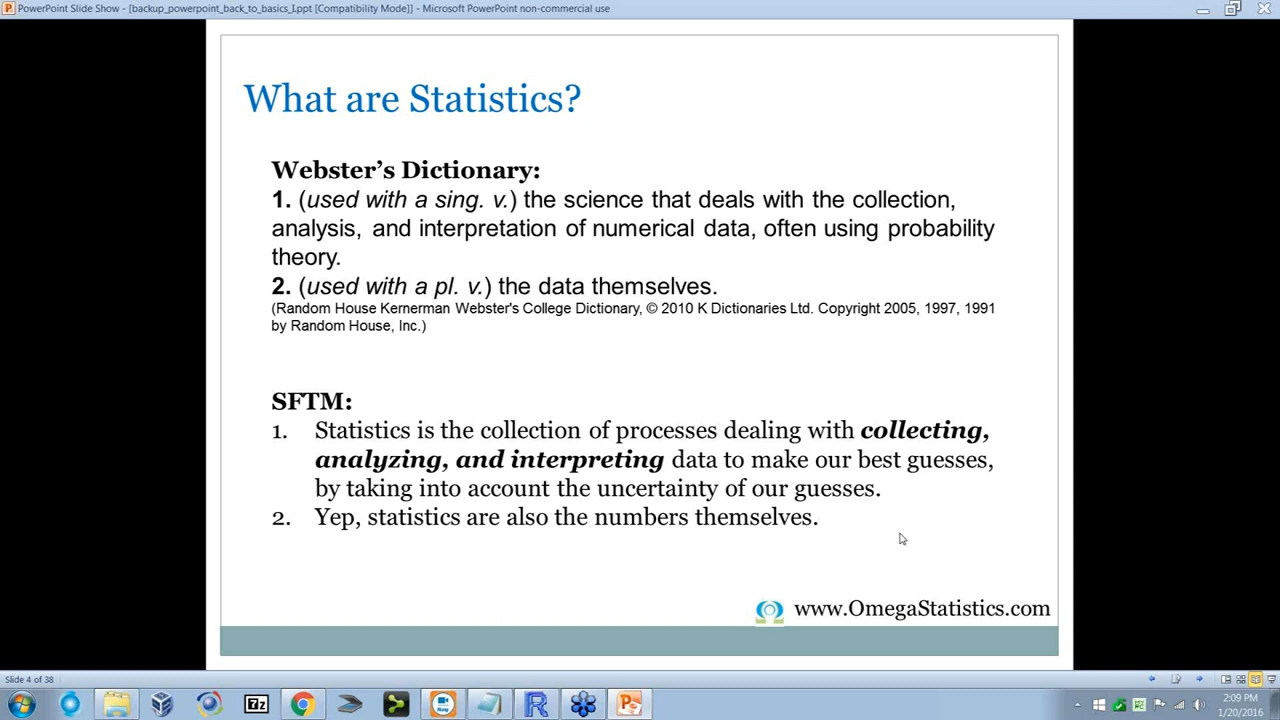 PowerPoint Slide Show - [backup_powerpoint_back_to_basics_I.ppt [Compatibility Mode]] - Microsoft PowerPoint non-commercial use
What are Statistics?
Webster's Dictionary:
1. (used with a sing. v.) the science that deals with the collection,
analysis, and interpretation of numerical data, often using probability
theory.
2. (used with a pl. v.) the data themselves.
(Random House Kernerman Webster's College Dictionary, © 2010 K Dictionaries Ltd. Copyright 2005, 1997, 1991
by Random House, Inc.)
SFTM:
1. Statistics is the collection of processes dealing with collecting,
analyzing, and interpreting data to make our best guesses,
by taking into account the uncertainty of our guesses.
2. Yep, statistics are also the numbers themselves.
www.OmegaStatistics.com
Slide 4 of 38
7z
2:09 PM
1/20/2016